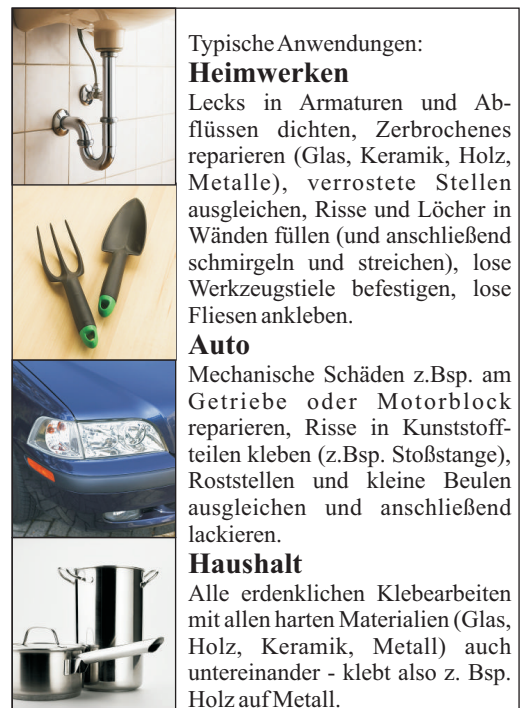 Typische Anwendungen:
Heimwerken
Lecks in Armaturen und Ab-
flüssen dichten, Zerbrochenes
reparieren (Glas, Keramik, Holz,
Metalle), verrostete Stellen
ausgleichen, Risse und Löcher in
Wänden füllen (und anschließend
schmirgeln und streichen), lose
Werkzeugstiele befestigen, lose
Fliesen ankleben.
Auto
Mechanische Schäden z.Bsp. am
Getriebe oder Motorblock
reparieren, Risse in Kunststoff-
teilen kleben (z.Bsp. Stoßstange),
Roststellen und kleine Beulen
ausgleichen und anschließend
lackieren.
Haushalt
Alle erdenklichen Klebearbeiten
mit allen harten Materialien (Glas,
Holz, Keramik, Metall) auch
untereinander - klebt also z. Bsp.
Holz auf Metall.